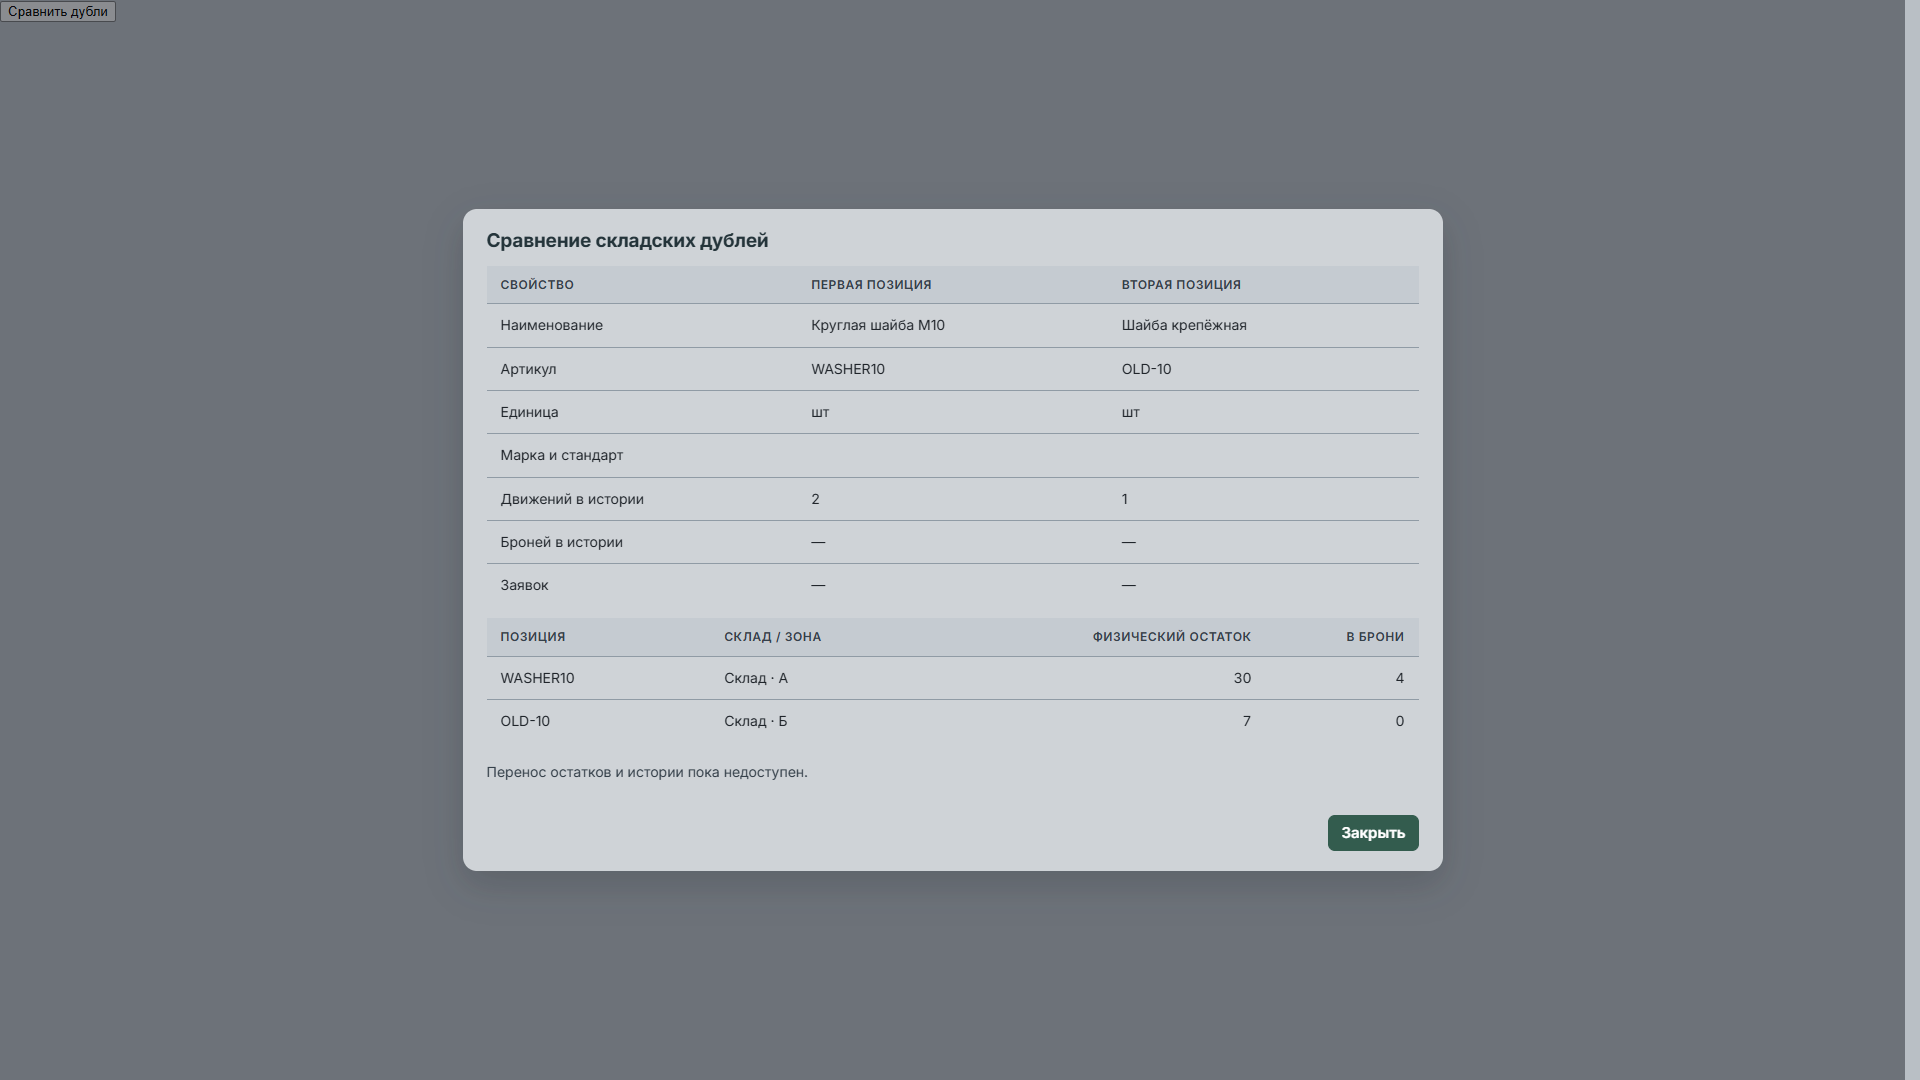 Сравнить дубли
Сравнение складских дублей
СВОЙСТВО ПЕРВАЯ ПОЗИЦИЯ ВТОРАЯ ПОЗИЦИЯ
Наименование Круглая шайба М10 Шайба крепёжная
Артикул WASHER10 OLD-10
Единица шт шт
Марка и стандарт
Движений в истории 2 1
Броней в истории — —
Заявок — —
ПОЗИЦИЯ СКЛАД / ЗОНА ФИЗИЧЕСКИЙ ОСТАТОК В БРОНИ
WASHER10 Склад · А 30 4
OLD-10 Склад · Б 7 0
Перенос остатков и истории пока недоступен.
Закрыть